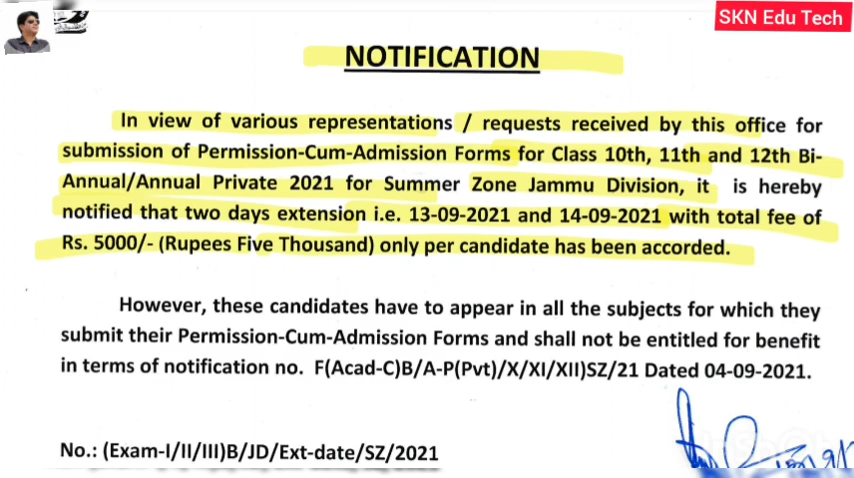 SKN Edu Tech
NOTIFICATION
In view of various representations / requests received by this office for
submission of Permission-Cum-Admission Forms for Class 10th, 11th and 12th Bi-
Annual/Annual Private 2021 for Summer Zone Jammu Division, it is hereby
notified that two days extension i.e. 13-09-2021 and 14-09-2021 with total fee of
Rs. 5000/- (Rupees Five Thousand) only per candidate has been accorded.
However, these candidates have to appear in all the subjects for which they
submit their Permission-Cum-Admission Forms and shall not be entitled for benefit
in terms of notification no. F(Acad-C)B/A-P(Pvt)/X/XI/XII)SZ/21 Dated 04-09-2021.
No.: (Exam-I/II/III)B/JD/Ext-date/SZ/2021